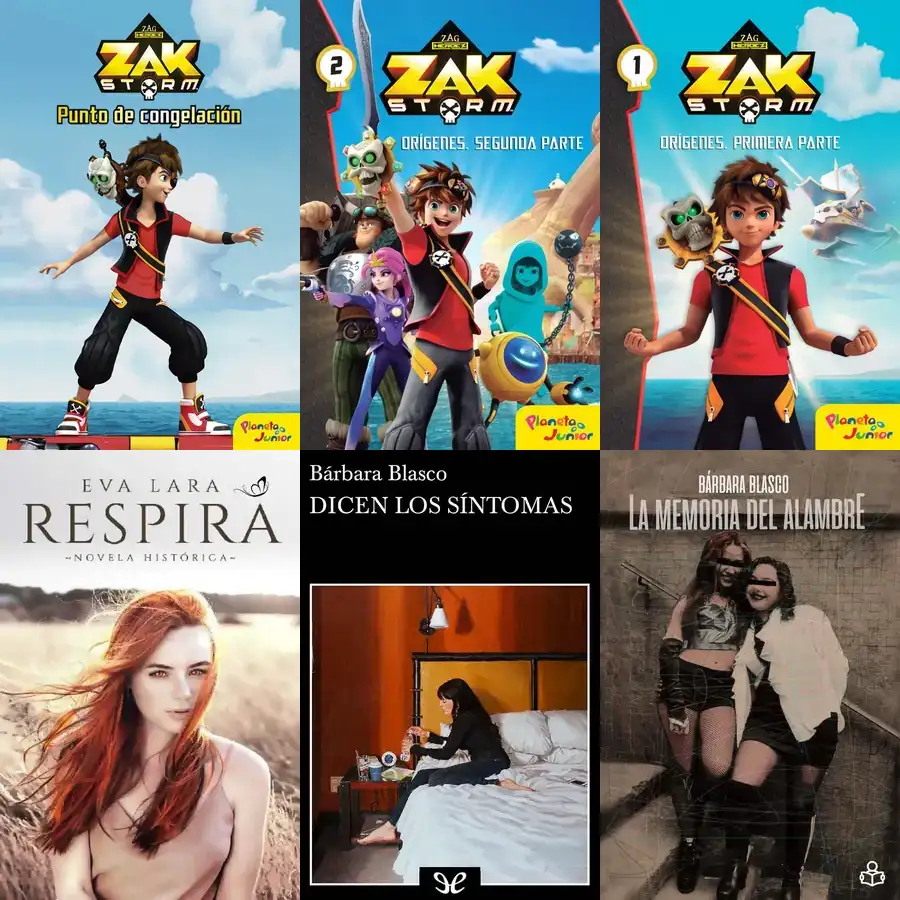 ZAG
HEROEZ
ZAK
STORM
Punto de congelación
Planeta
Junior
2
ZAG
HEROEZ
ZAK
STORM
ORÍGENES. SEGUNDA PARTE
Planeta
Junior
1
ZAG
HEROEZ
ZAK
STORM
ORÍGENES. PRIMERA PARTE
Planeta
Junior
EVA LARA
RESPIRA
~NOVELA HISTÓRICA~
Bárbara Blasco
DICEN LOS SÍNTOMAS
BÁRBARA BLASCO
LA MEMORIA DEL ALAMBRE